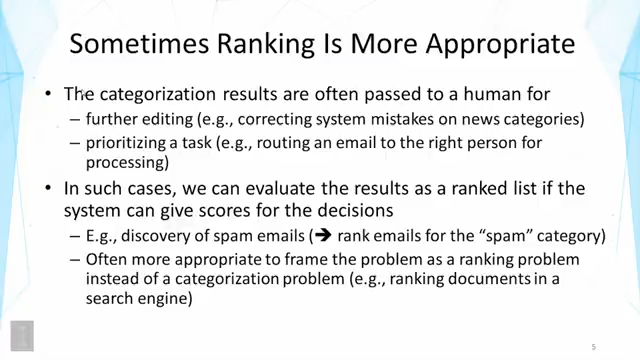 Sometimes Ranking Is More Appropriate
• The categorization results are often passed to a human for
– further editing (e.g., correcting system mistakes on news categories)
– prioritizing a task (e.g., routing an email to the right person for
processing)
• In such cases, we can evaluate the results as a ranked list if the
system can give scores for the decisions
– E.g., discovery of spam emails (➔ rank emails for the “spam” category)
– Often more appropriate to frame the problem as a ranking problem
instead of a categorization problem (e.g., ranking documents in a
search engine)
5